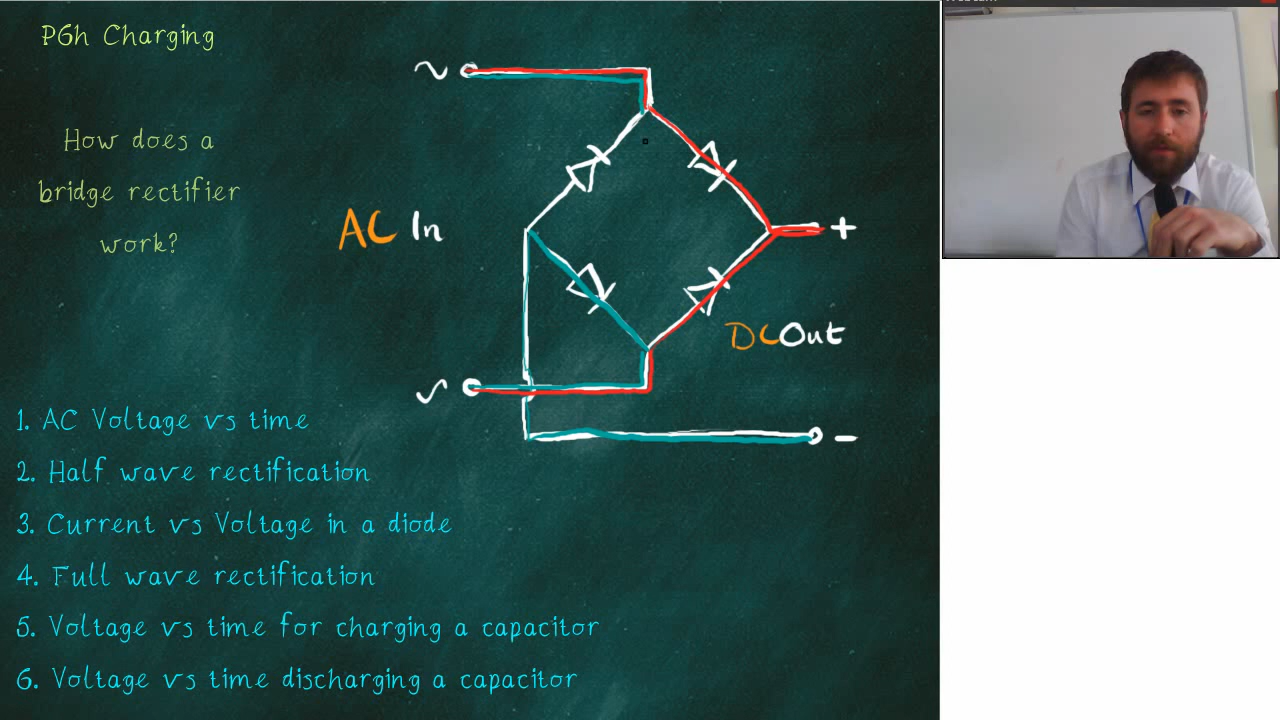 P6h Charging
How does a
bridge rectifier
work?
~
AC In
+
DC Out
~
-
1. AC Voltage vs time
2. Half wave rectification
3. Current vs Voltage in a diode
4. Full wave rectification
5. Voltage vs time for charging a capacitor
6. Voltage vs time discharging a capacitor